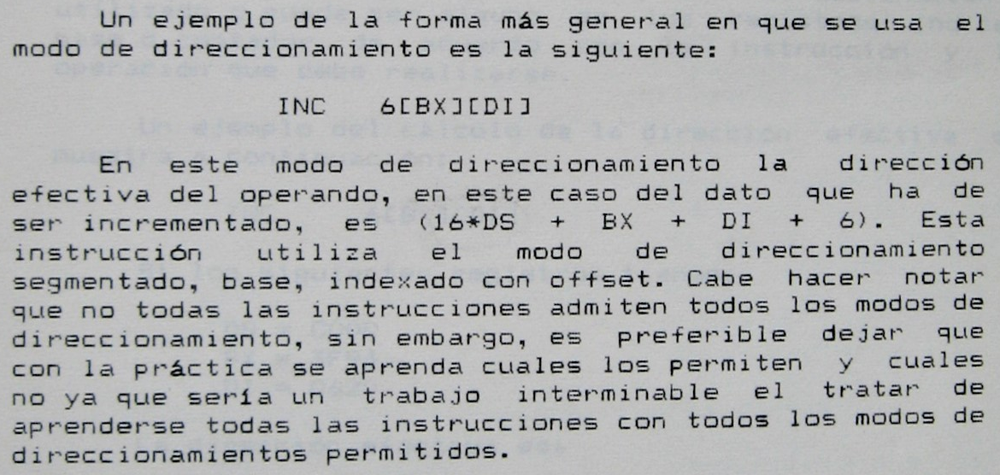 Un ejemplo de la forma más general en que se usa el
modo de direccionamiento es la siguiente:
INC 6[BX][DI]
En este modo de direccionamiento la dirección
efectiva del operando, en este caso del dato que ha de
ser incrementado, es (16*DS + BX + DI + 6). Esta
instrucción utiliza el modo de direccionamiento
segmentado, base, indexado con offset. Cabe hacer notar
que no todas las instrucciones admiten todos los modos de
direccionamiento, sin embargo, es preferible dejar que
con la práctica se aprenda cuales los permiten y cuales
no ya que sería un trabajo interminable el tratar de
aprenderse todas las instrucciones con todos los modos de
direccionamientos permitidos.